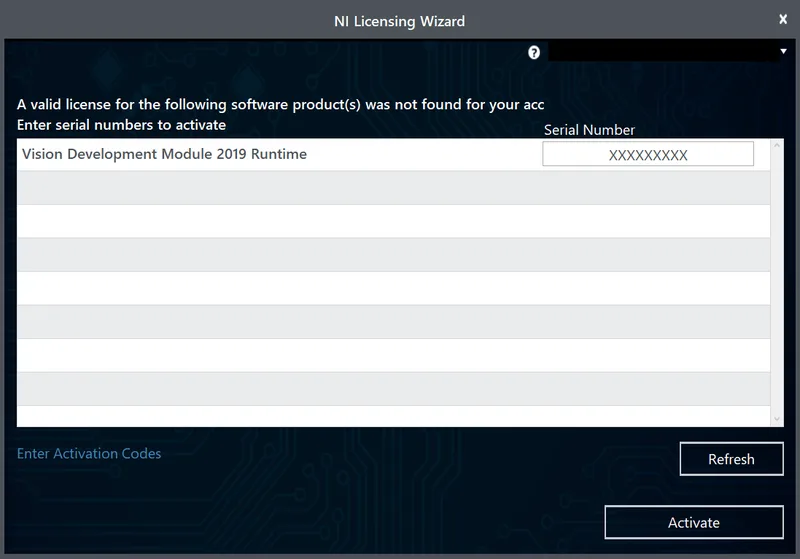 NI Licensing Wizard
x
?
A valid license for the following software product(s) was not found for your acc
Enter serial numbers to activate
Serial Number
Vision Development Module 2019 Runtime
XXXXXXXXX
Enter Activation Codes
Refresh
Activate